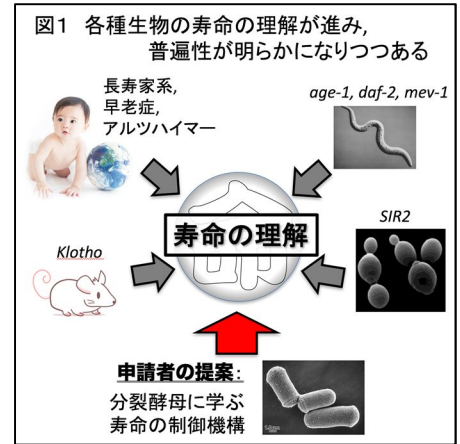 図1 各種生物の寿命の理解が進み,
普遍性が明らかになりつつある
長寿家系,
早老症,
アルツハイマー
age-1, daf-2, mev-1
寿命の理解
Klotho
SIR2
申請者の提案:
分裂酵母に学ぶ
寿命の制御機構